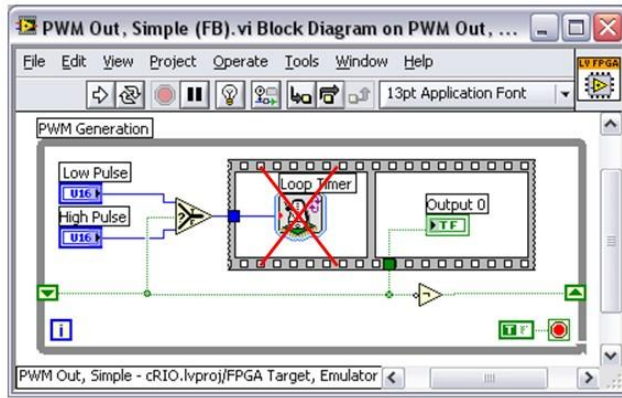 PWM Out, Simple (FB).vi Block Diagram on PWM Out, ...
File Edit View Project Operate Tools Window Help
13pt Application Font
LV FPGA
PWM Generation
Low Pulse
U16
High Pulse
U16
?
T
F
Loop Timer
Output 0
TF
i
TF
PWM Out, Simple - cRIO.lvproj/FPGA Target, Emulator